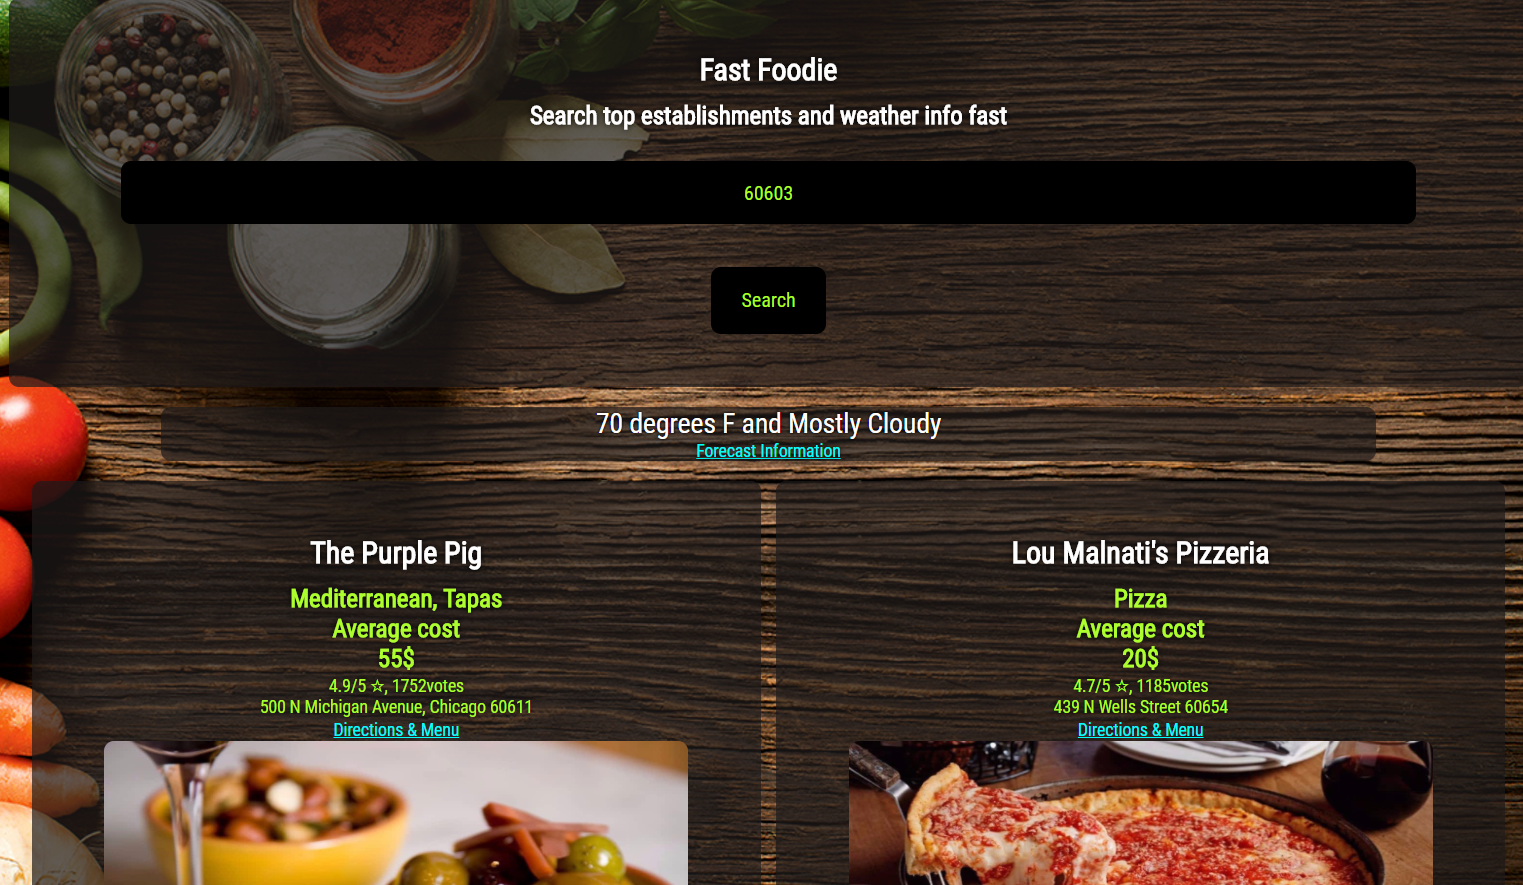 Fast Foodie
Search top establishments and weather info fast
60603
Search
70 degrees F and Mostly Cloudy
Forecast Information
The Purple Pig
Mediterranean, Tapas
Average cost
55$
4.9/5 ☆, 1752votes
500 N Michigan Avenue, Chicago 60611
Directions & Menu
Lou Malnati's Pizzeria
Pizza
Average cost
20$
4.7/5 ☆, 1185votes
439 N Wells Street 60654
Directions & Menu